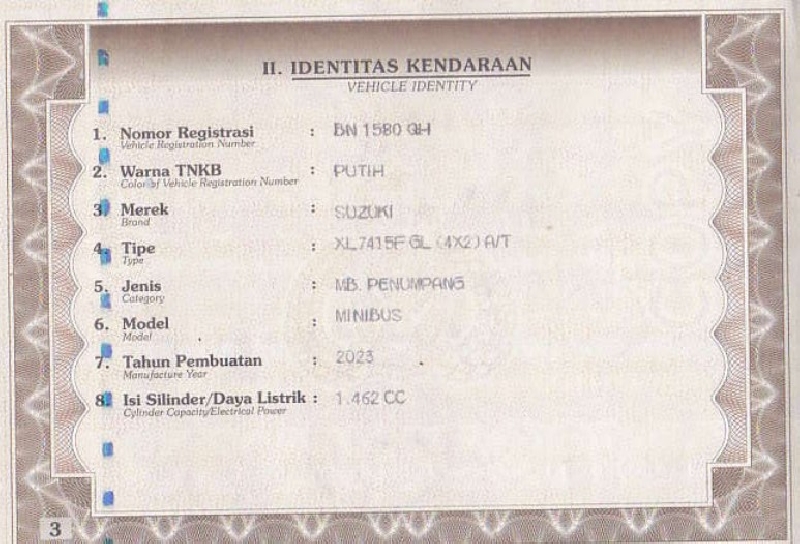 II. IDENTITAS KENDARAAN
VEHICLE IDENTITY
1. Nomor Registrasi : BN 1580 QH
Vehicle Registration Number
2. Warna TNKB : PUTIH
Color of Vehicle Registration Number
3. Merek : SUZUKI
Brand
4. Tipe : XL7415F GL (4X2) A/T
Type
5. Jenis : MB. PENUMPANG
Category
6. Model : MINIBUS
Model
7. Tahun Pembuatan : 2023
Manufacture Year
8. Isi Silinder/Daya Listrik : 1.462 CC
Cylinder Capacity/Electrical Power
3